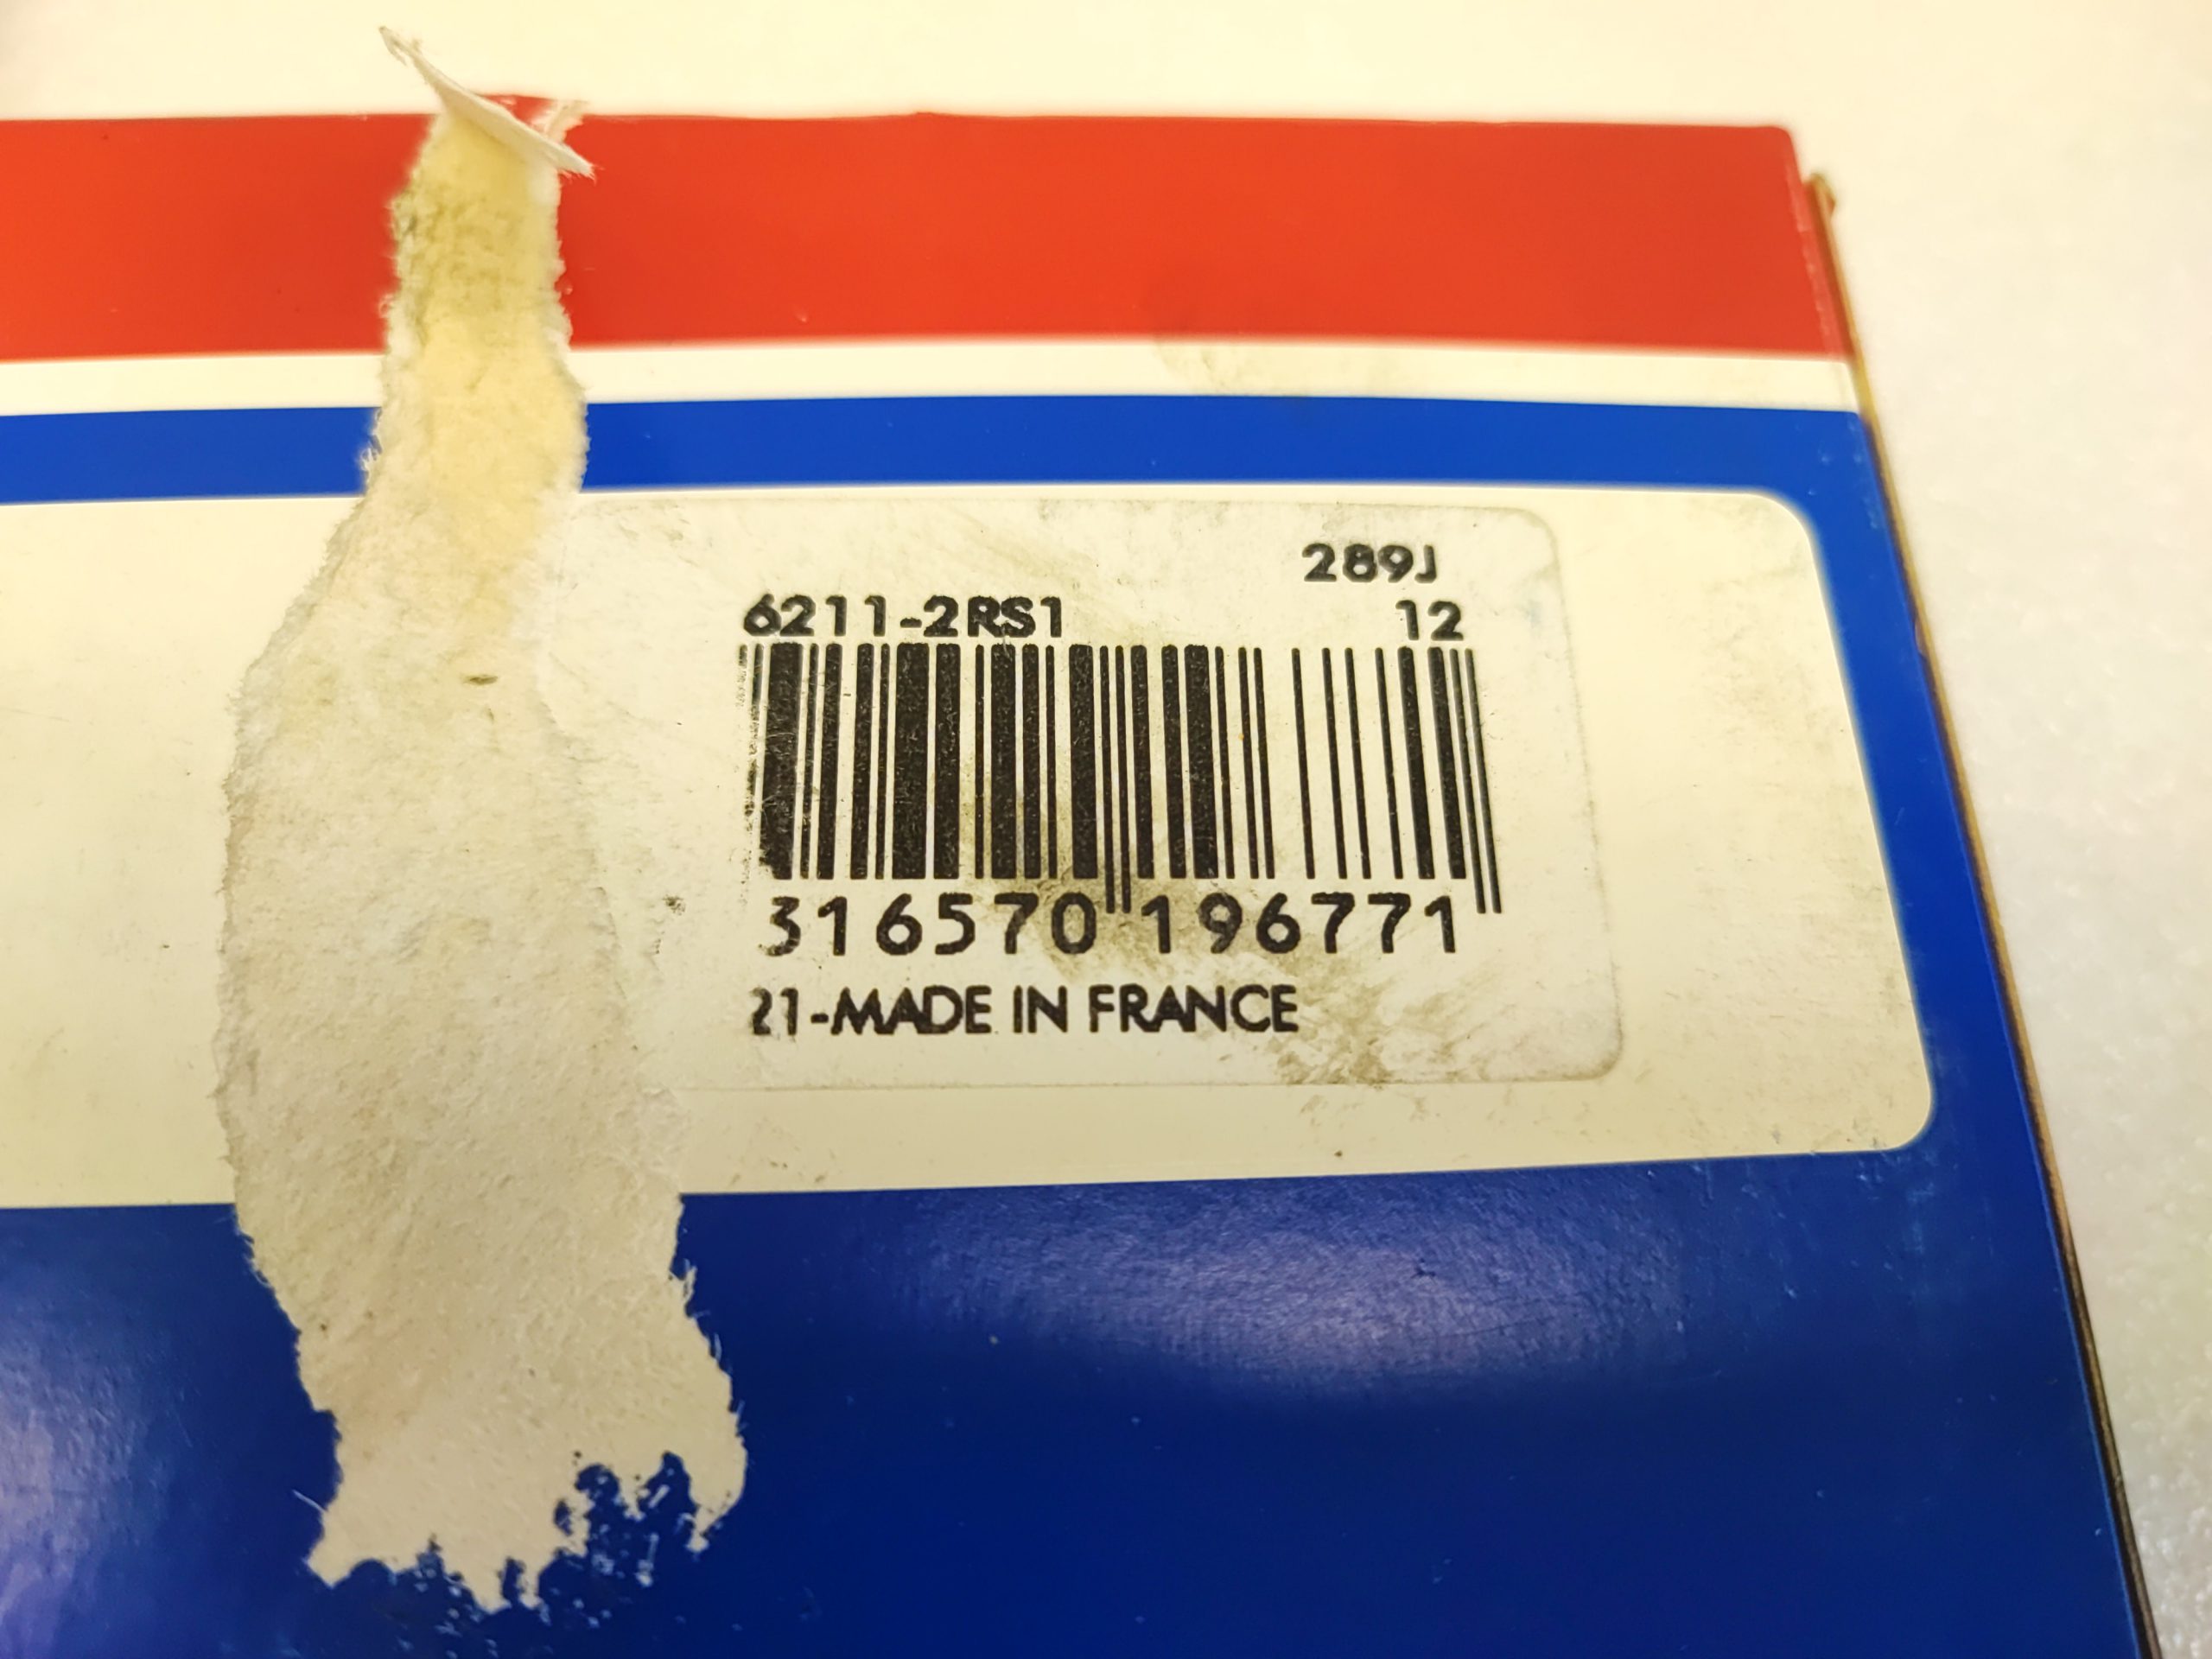 289J
6211-2RS1 12
316570 196771
21-MADE IN FRANCE